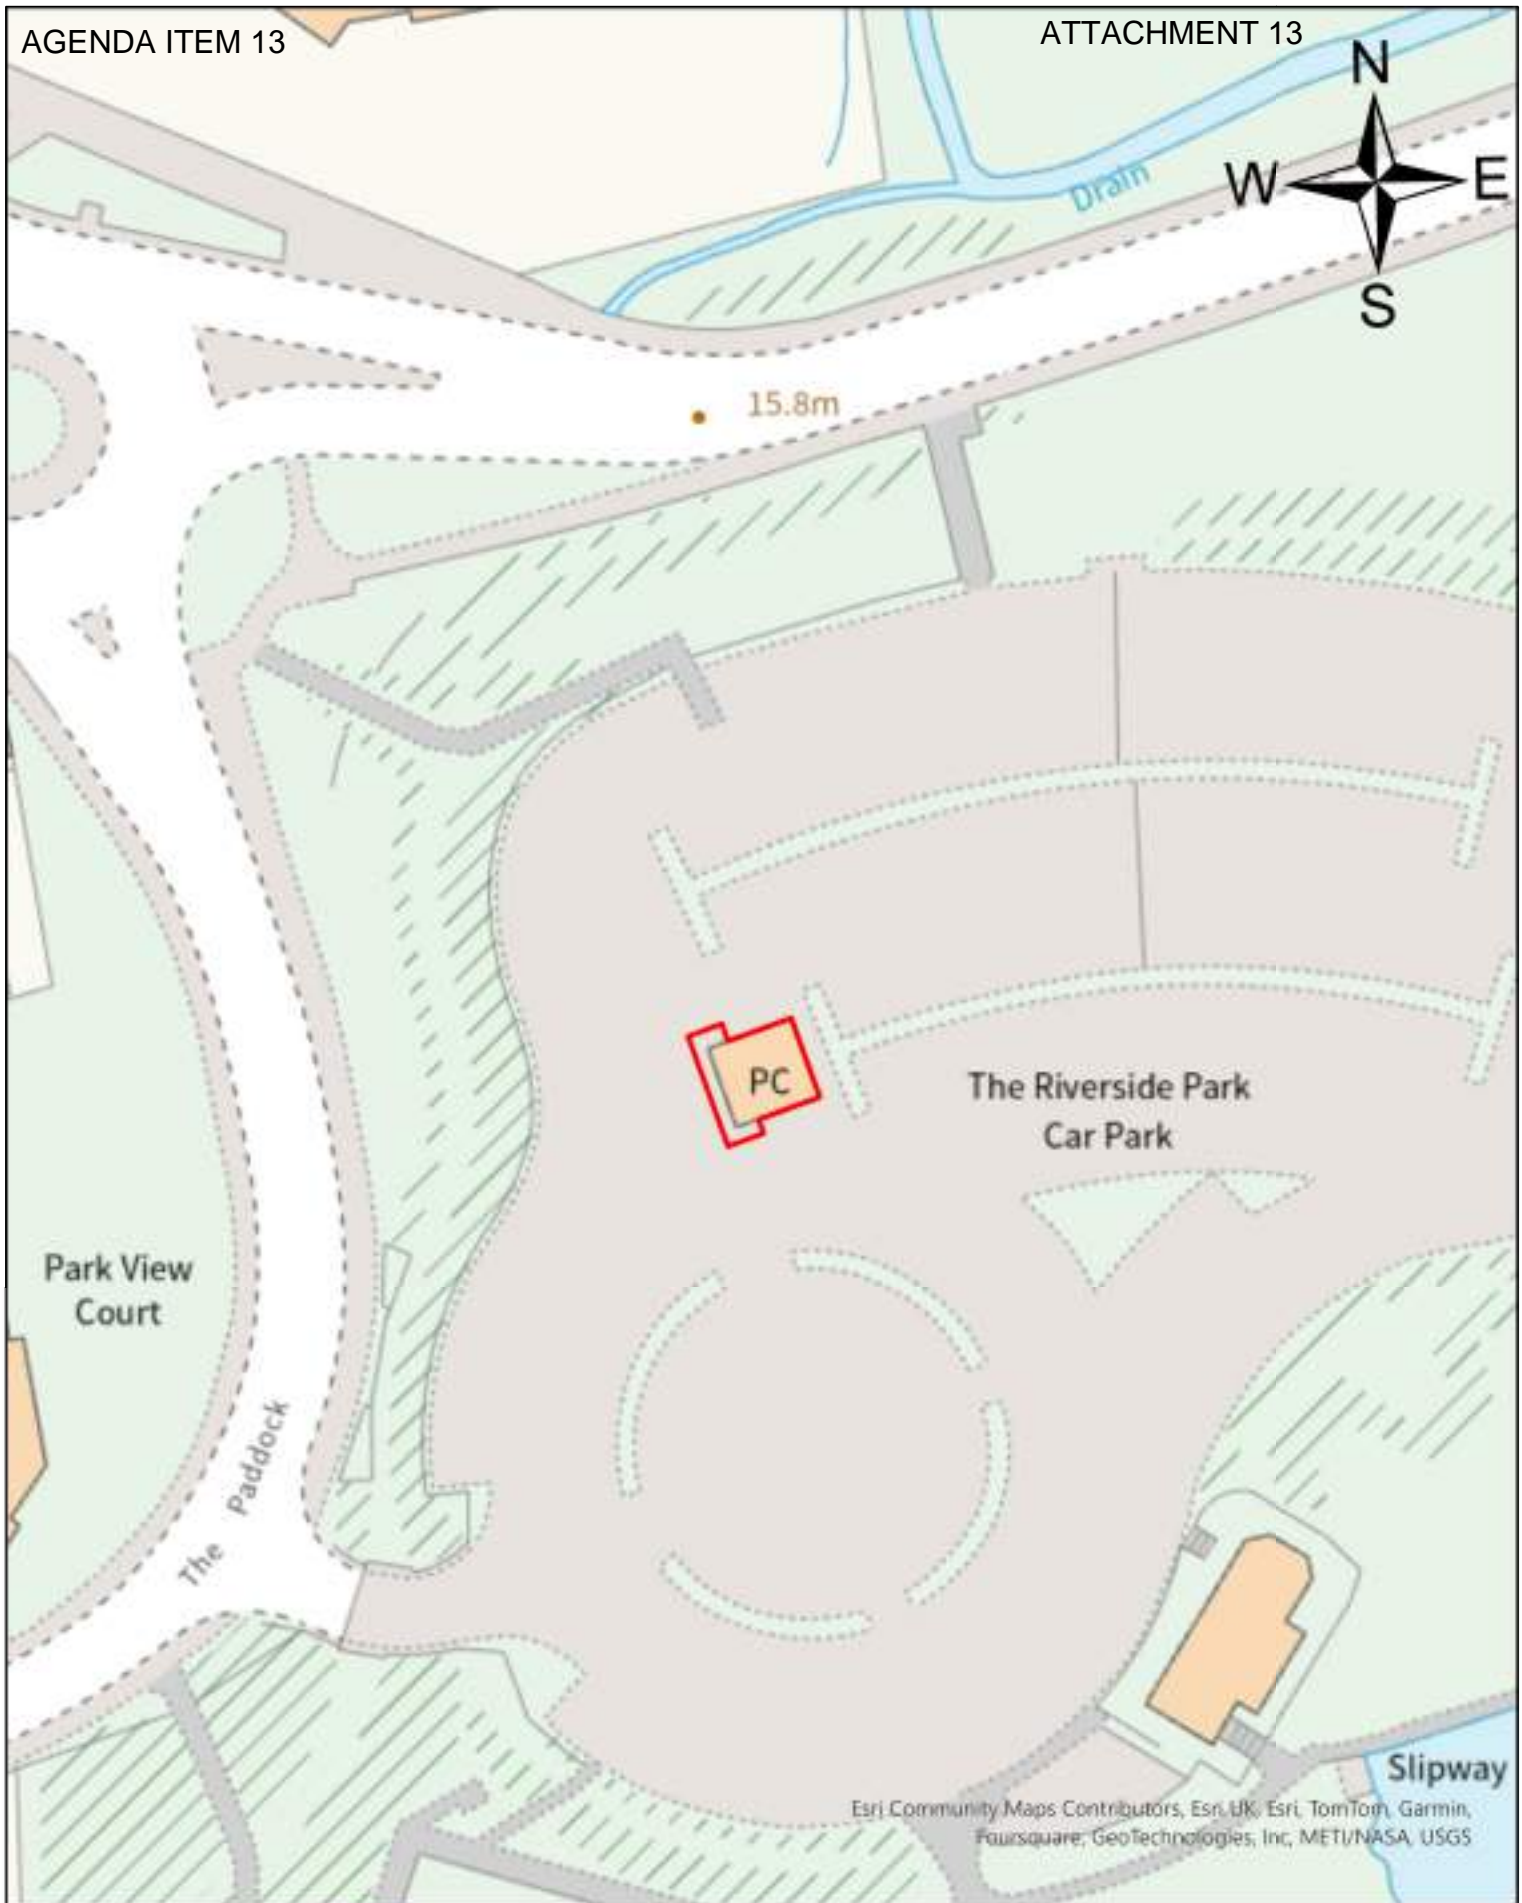 AGENDA ITEM 13
ATTACHMENT 13
N
W
E
S
Drain
15.8m
PC
The Riverside Park
Car Park
Park View
Court
The Paddock
Slipway
Esri Community Maps Contributors, Esri UK, Esri, TomTom, Garmin,
Foursquare, GeoTechnologies, Inc, METI/NASA, USGS